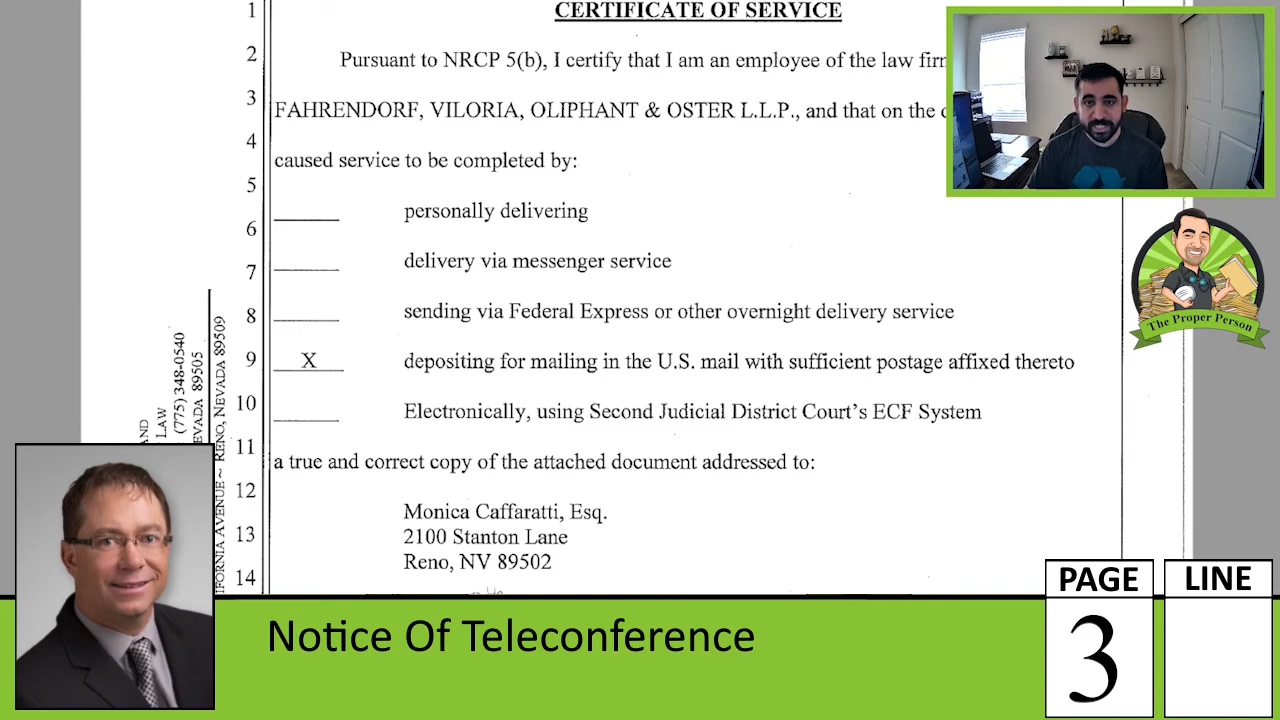 1
CERTIFICATE OF SERVICE
2
Pursuant to NRCP 5(b), I certify that I am an employee of the law
3
FAHRENDORF, VILORIA, OLIPHANT & OSTER L.L.P., and that on the
4
caused service to be completed by:
5
6
personally delivering
7
delivery via messenger service
8
sending via Federal Express or other overnight delivery service
9
X depositing for mailing in the U.S. mail with sufficient postage affixed thereto
10
Electronically, using Second Judicial District Court's ECF System
11
a true and correct copy of the attached document addressed to:
12
Monica Caffaratti, Esq.
13
2100 Stanton Lane
Reno, NV 89502
14
LAW
(775) 348-0540
89505
AVENUE ~ RENO, NEVADA 89509
The Proper Person
Notice Of Teleconference
PAGE
3
LINE